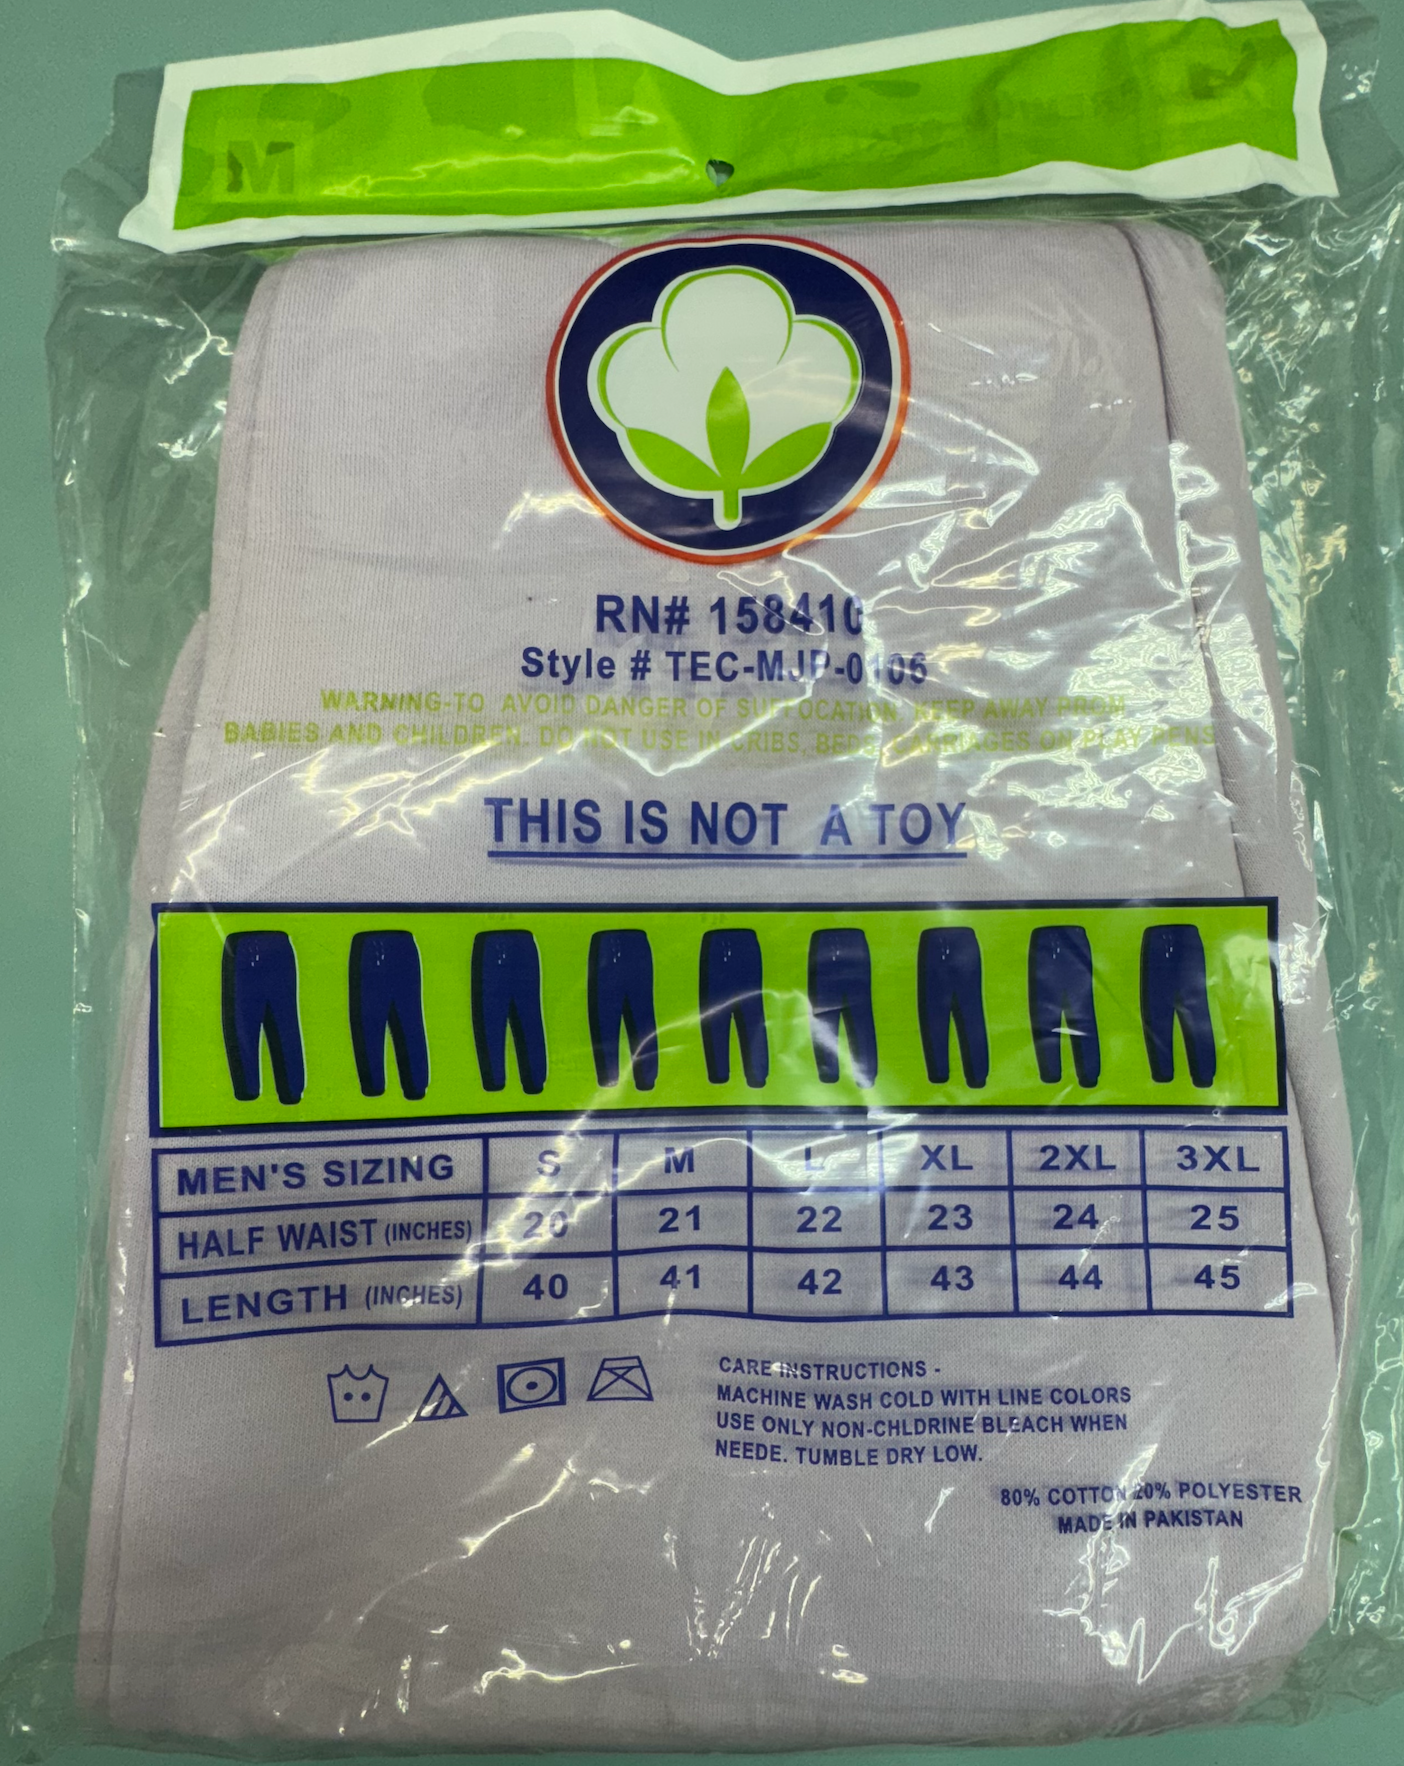 M
RN# 158410
Style # TEC-MJP-0106
WARNING-TO AVOID DANGER OF SUFFOCATION KEEP AWAY FROM
BABIES AND CHILDREN. DO NOT USE IN CRIBS, BEDS, CARRIAGES ON PLAY PENS
THIS IS NOT A TOY
MEN'S SIZING S M L XL 2XL 3XL
HALF WAIST (INCHES) 20 21 22 23 24 25
LENGTH (INCHES) 40 41 42 43 44 45
CARE INSTRUCTIONS -
MACHINE WASH COLD WITH LINE COLORS
USE ONLY NON-CHLDRINE BLEACH WHEN
NEEDE. TUMBLE DRY LOW.
80% COTTON 20% POLYESTER
MADE IN PAKISTAN